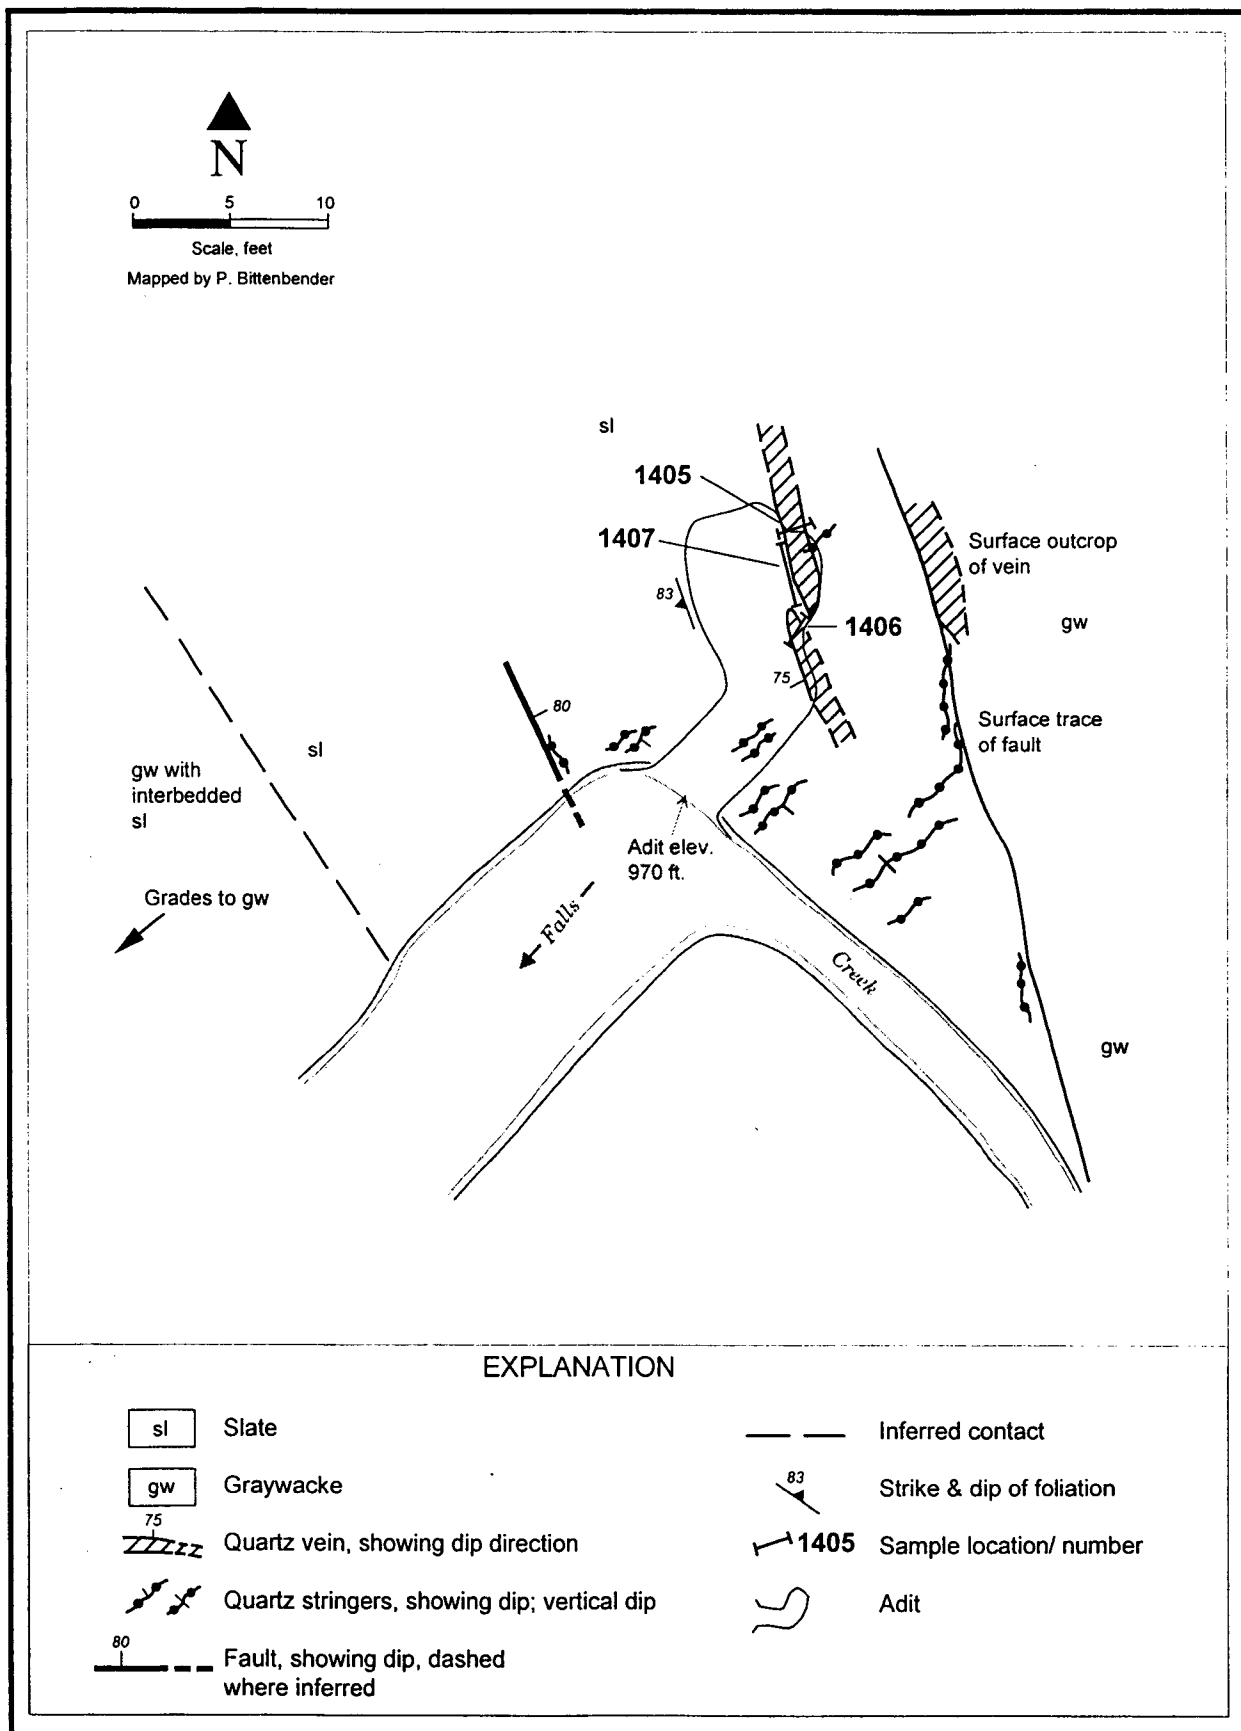 N
0 5 10
Scale, feet
Mapped by P. Bittenbender
sl
1405
1407
83
1406
75
Surface outcrop
of vein
gw
80
Surface trace
of fault
sl
gw with
interbedded
sl
Adit elev.
970 ft.
Grades to gw
Falls
Creek
gw
EXPLANATION
sl Slate
gw Graywacke
75
Quartz vein, showing dip direction
Quartz stringers, showing dip; vertical dip
80
Fault, showing dip, dashed
where inferred
Inferred contact
83
Strike & dip of foliation
1405 Sample location/ number
Adit